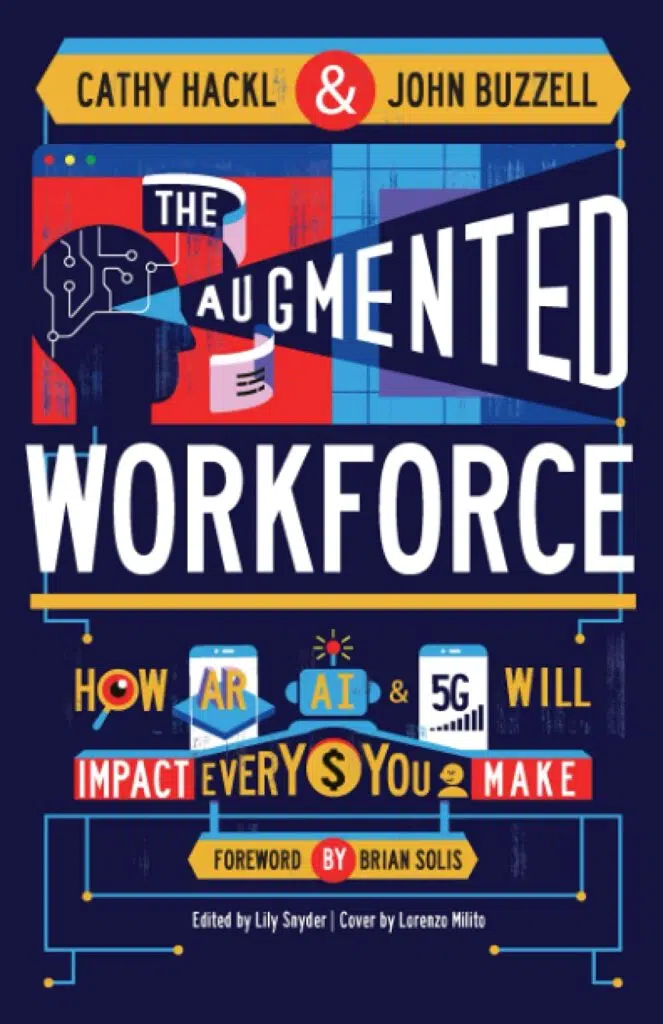 CATHY HACKL & JOHN BUZZELL
THE
AUGMENTED
WORKFORCE
HOW AR AI & 5G WILL
IMPACT EVERY $ YOU MAKE
FOREWORD BY BRIAN SOLIS
Edited by Lily Snyder | Cover by Lorenzo Milito